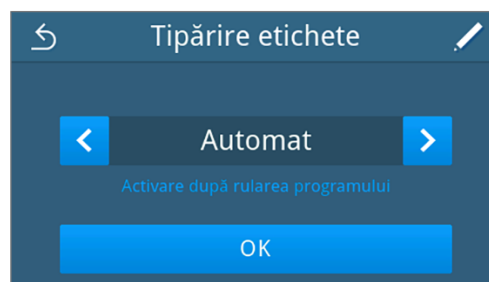 Tipărire etichete
Automat
Activare după rularea programului
OK